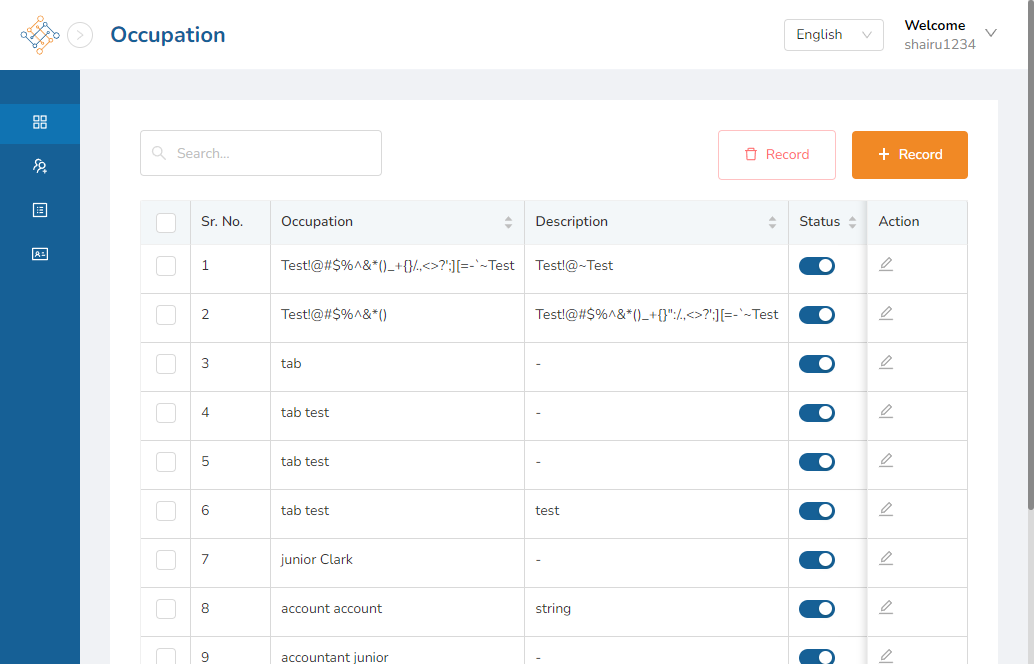 Occupation
English
Welcome
shairu1234
Search...
Record
+ Record
Sr. No. Occupation Description Status Action
1 Test!@#$%^&*()_+{}/.,<>?';][=-`~Test Test!@~Test
2 Test!@#$%^&*() Test!@#$%^&*()_+{}":/.,<>?';][=-`~Test
3 tab -
4 tab test -
5 tab test -
6 tab test test
7 junior Clark -
8 account account string
9 accountant junior -